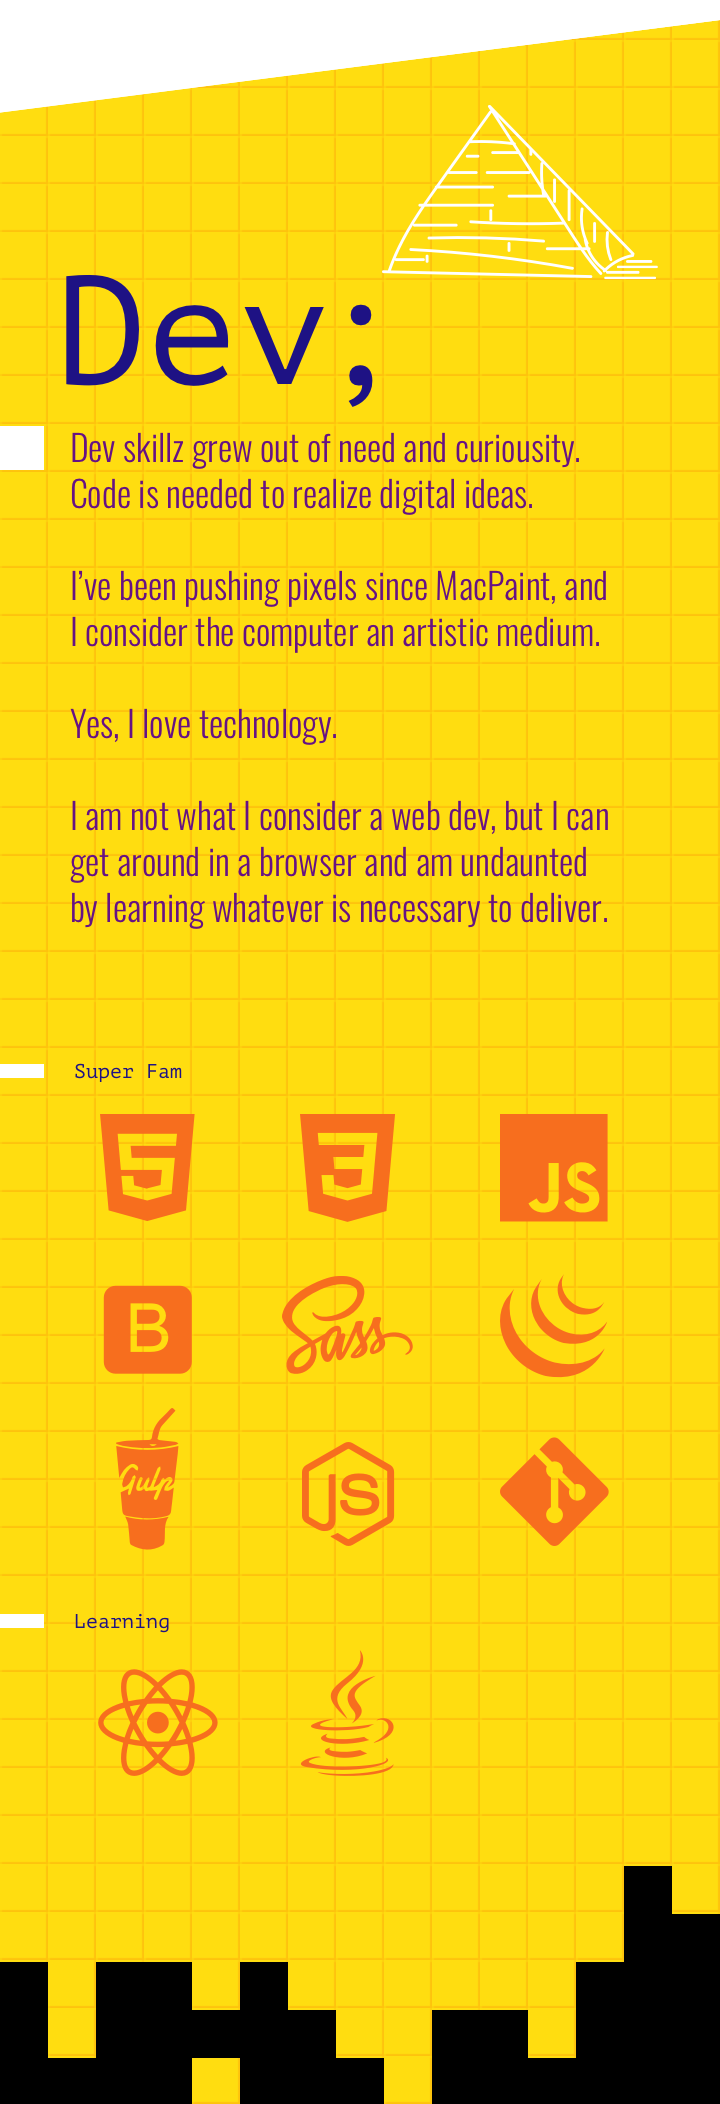 Dev;
Dev skillz grew out of need and curiousity.
Code is needed to realize digital ideas.
I’ve been pushing pixels since MacPaint, and
I consider the computer an artistic medium.
Yes, I love technology.
I am not what I consider a web dev, but I can
get around in a browser and am undaunted
by learning whatever is necessary to deliver.
Super Fam
5 3 JS
B Sass
Gulp JS
Learning